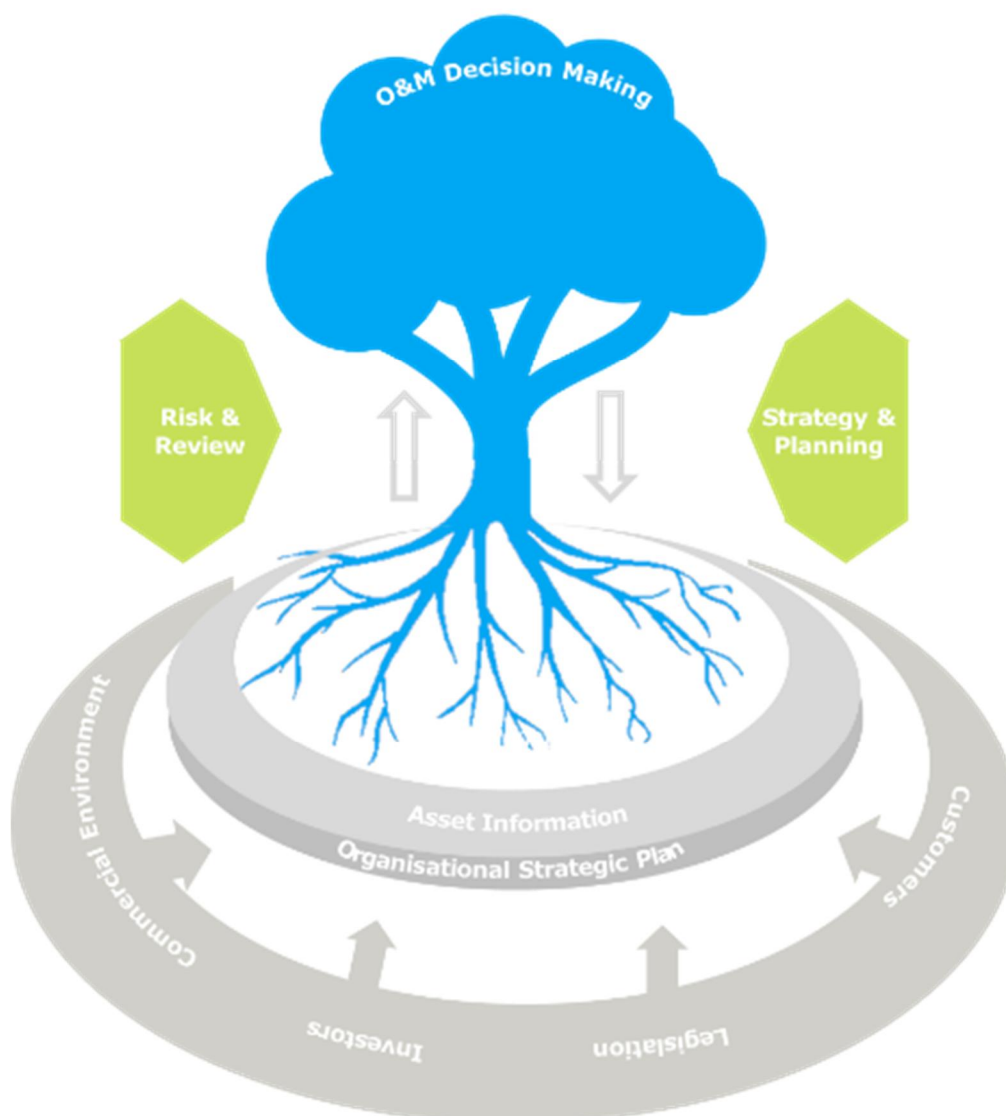 O&M Decision Making
Risk &
Review
Strategy &
Planning
Asset Information
Organisational Strategic Plan
Commercial Environment
Customers
Investors
Legislation